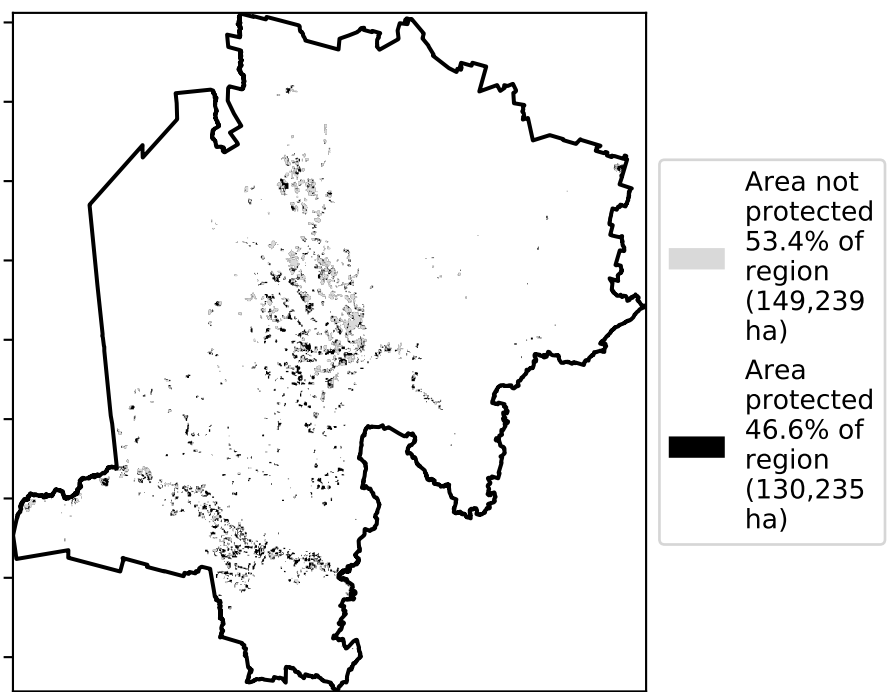 Area not
protected
53.4% of
region
(149,239
ha)
Area
protected
46.6% of
region
(130,235
ha)